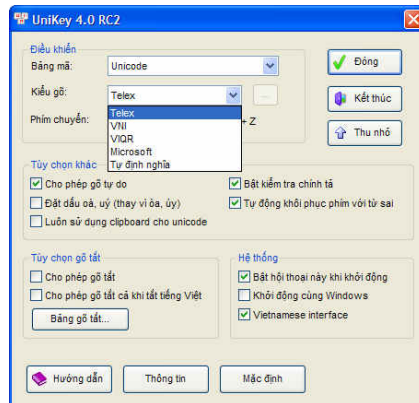 UniKey 4.0 RC2
Điều khiển
Bảng mã: Unicode
Đóng
Kiểu gõ: Telex ...
Kết thúc
Telex
VNI
VIQR
Microsoft
Tự định nghĩa
Phím chuyển: + Z
Thu nhỏ
Tùy chọn khác
Cho phép gõ tự do
Bật kiểm tra chính tả
Đặt dấu oà, uý (thay vì òa, úy)
Tự động khôi phục phím với từ sai
Luôn sử dụng clipboard cho unicode
Tùy chọn gõ tắt
Hệ thống
Cho phép gõ tắt
Bật hội thoại này khi khởi động
Cho phép gõ tắt cả khi tắt tiếng Việt
Khởi động cùng Windows
Bảng gõ tắt...
Vietnamese interface
Hướng dẫn
Thông tin
Mặc định